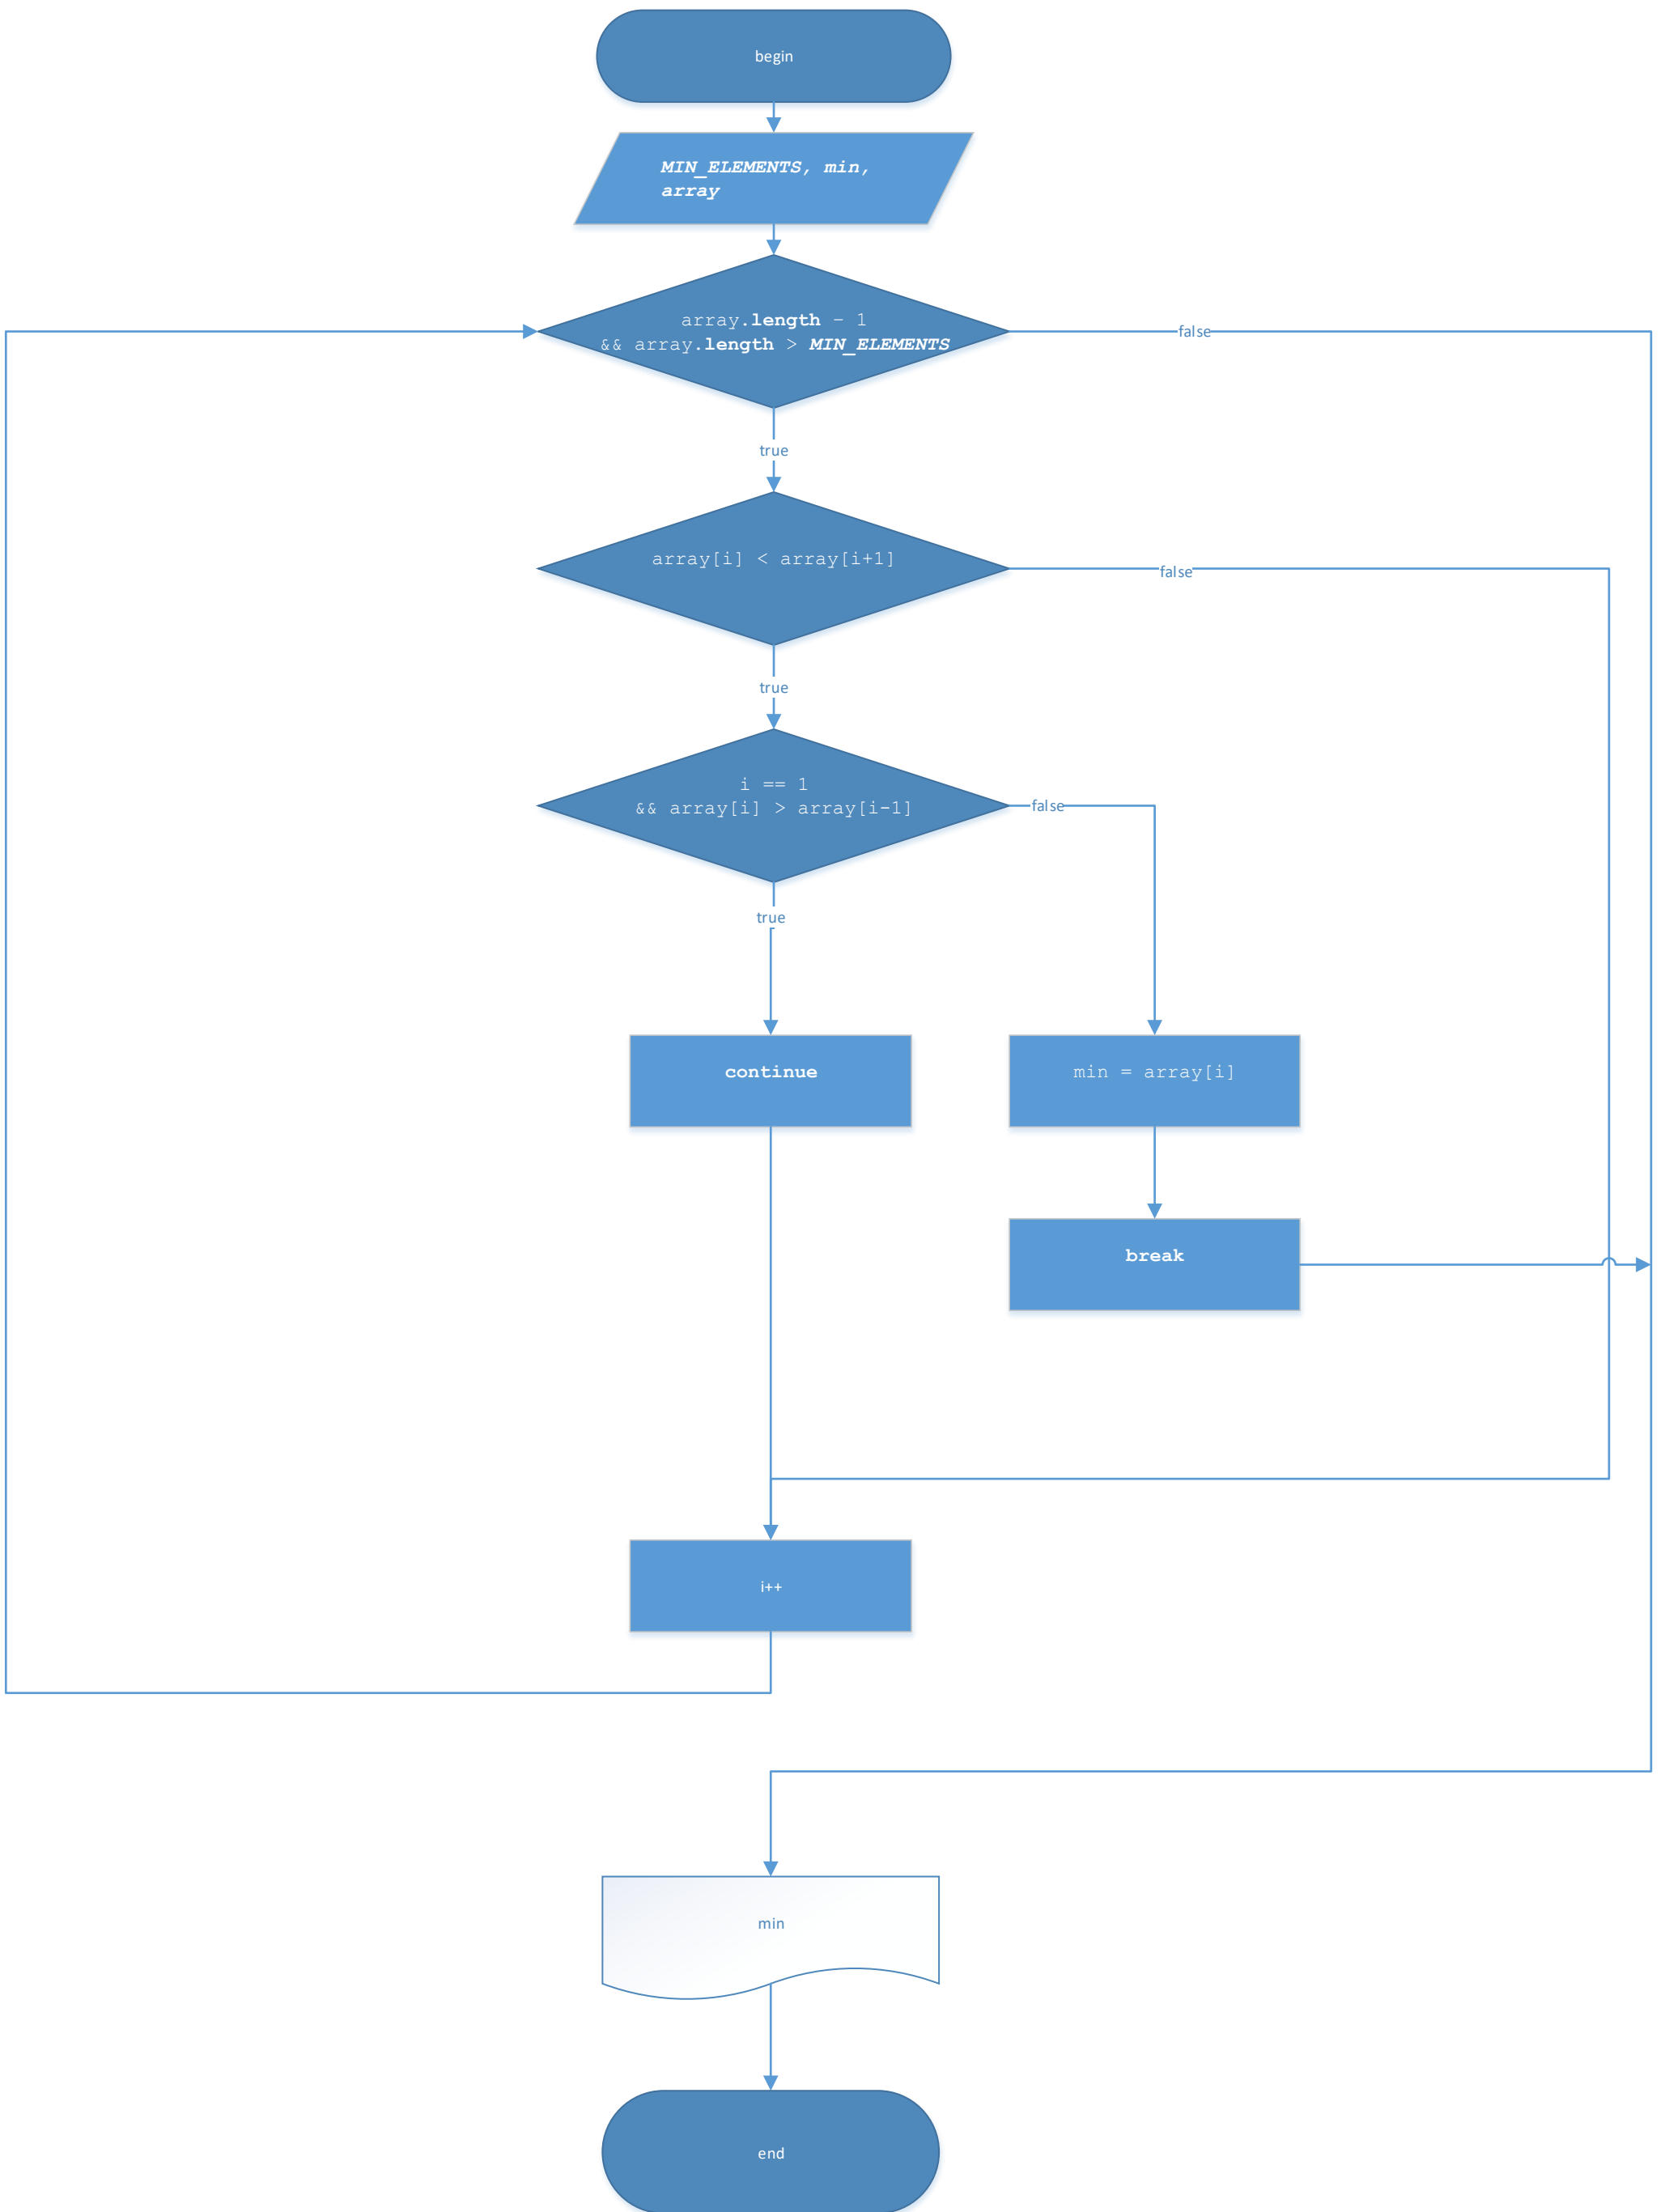 begin
MIN_ELEMENTS, min,
array
array.length – 1
&& array.length > MIN_ELEMENTS
false
true
array[i] < array[i+1]
false
true
i == 1
&& array[i] > array[i-1]
false
true
continue
min = array[i]
break
i++
min
end